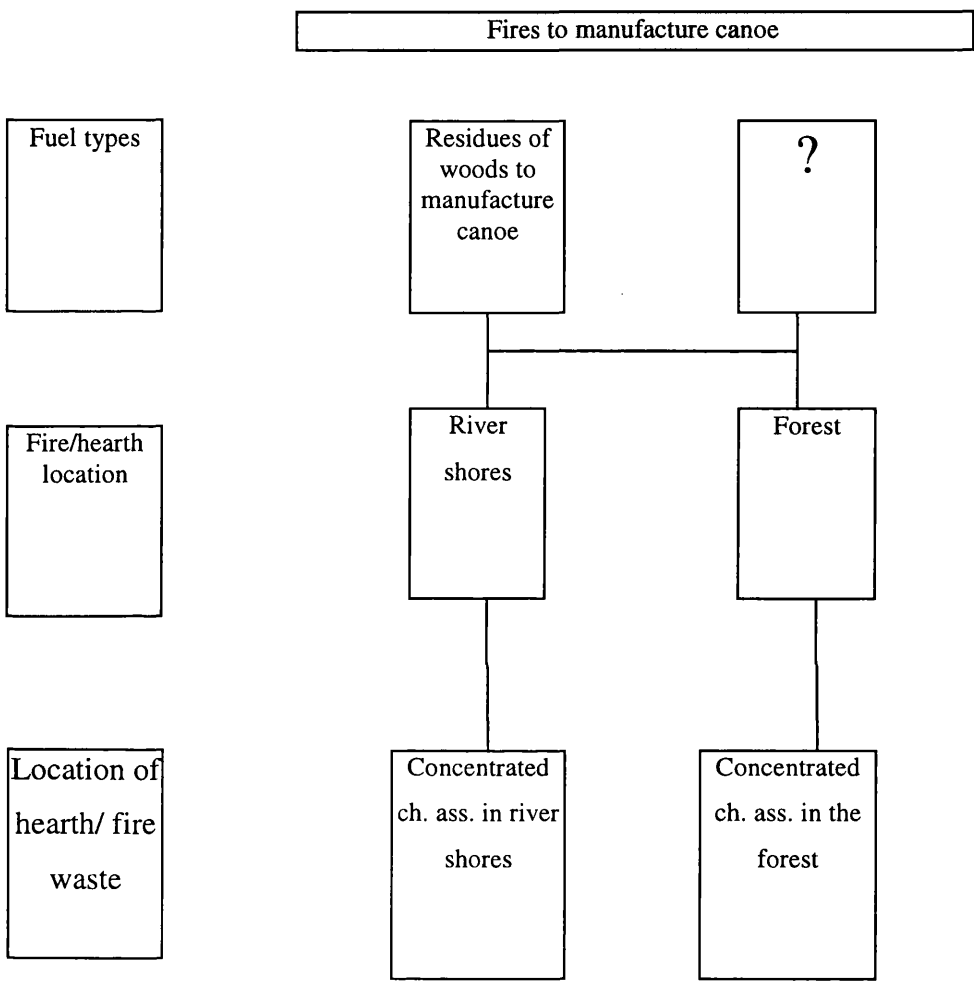 Fires to manufacture canoe
Fuel types
Residues of
woods to
manufacture
canoe
?
Fire/hearth
location
River
shores
Forest
Location of
hearth/ fire
waste
Concentrated
ch. ass. in river
shores
Concentrated
ch. ass. in the
forest